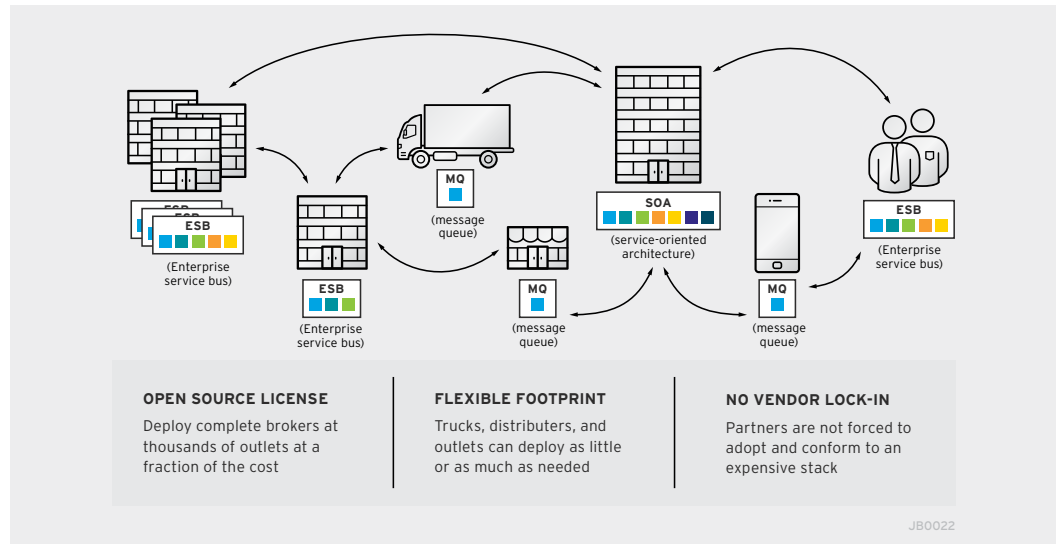 MQ
(message
queue)
SOA
(service-oriented
architecture)
ESB
ESB
ESB
(Enterprise
service bus)
ESB
(Enterprise
service bus)
MQ
(message
queue)
MQ
(message
queue)
ESB
(Enterprise
service bus)
OPEN SOURCE LICENSE
Deploy complete brokers at
thousands of outlets at a
fraction of the cost
FLEXIBLE FOOTPRINT
Trucks, distributers, and
outlets can deploy as little
or as much as needed
NO VENDOR LOCK-IN
Partners are not forced to
adopt and conform to an
expensive stack
JB0022